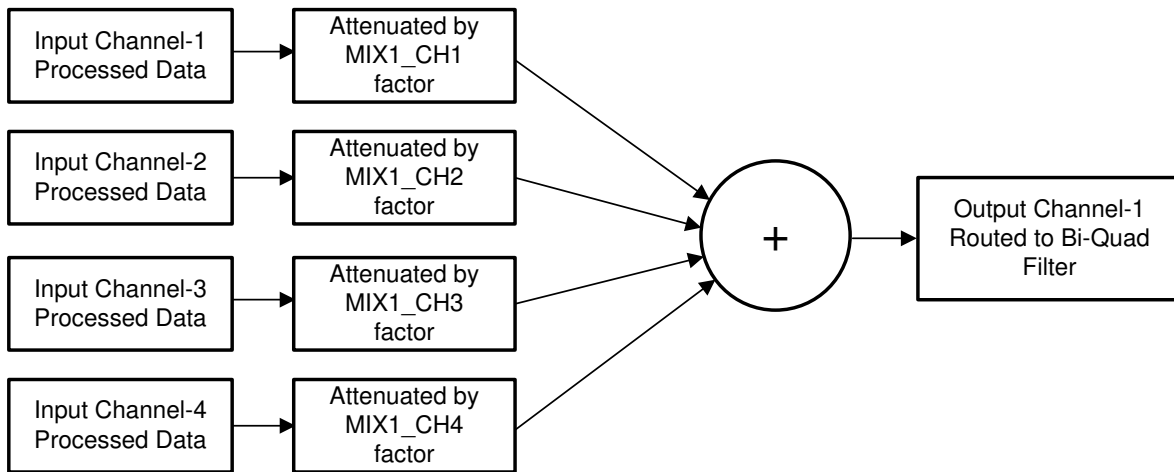 Input Channel-1
Processed Data
Attenuated by
MIX1_CH1
factor
Input Channel-2
Processed Data
Attenuated by
MIX1_CH2
factor
Input Channel-3
Processed Data
Attenuated by
MIX1_CH3
factor
Input Channel-4
Processed Data
Attenuated by
MIX1_CH4
factor
+
Output Channel-1
Routed to Bi-Quad
Filter